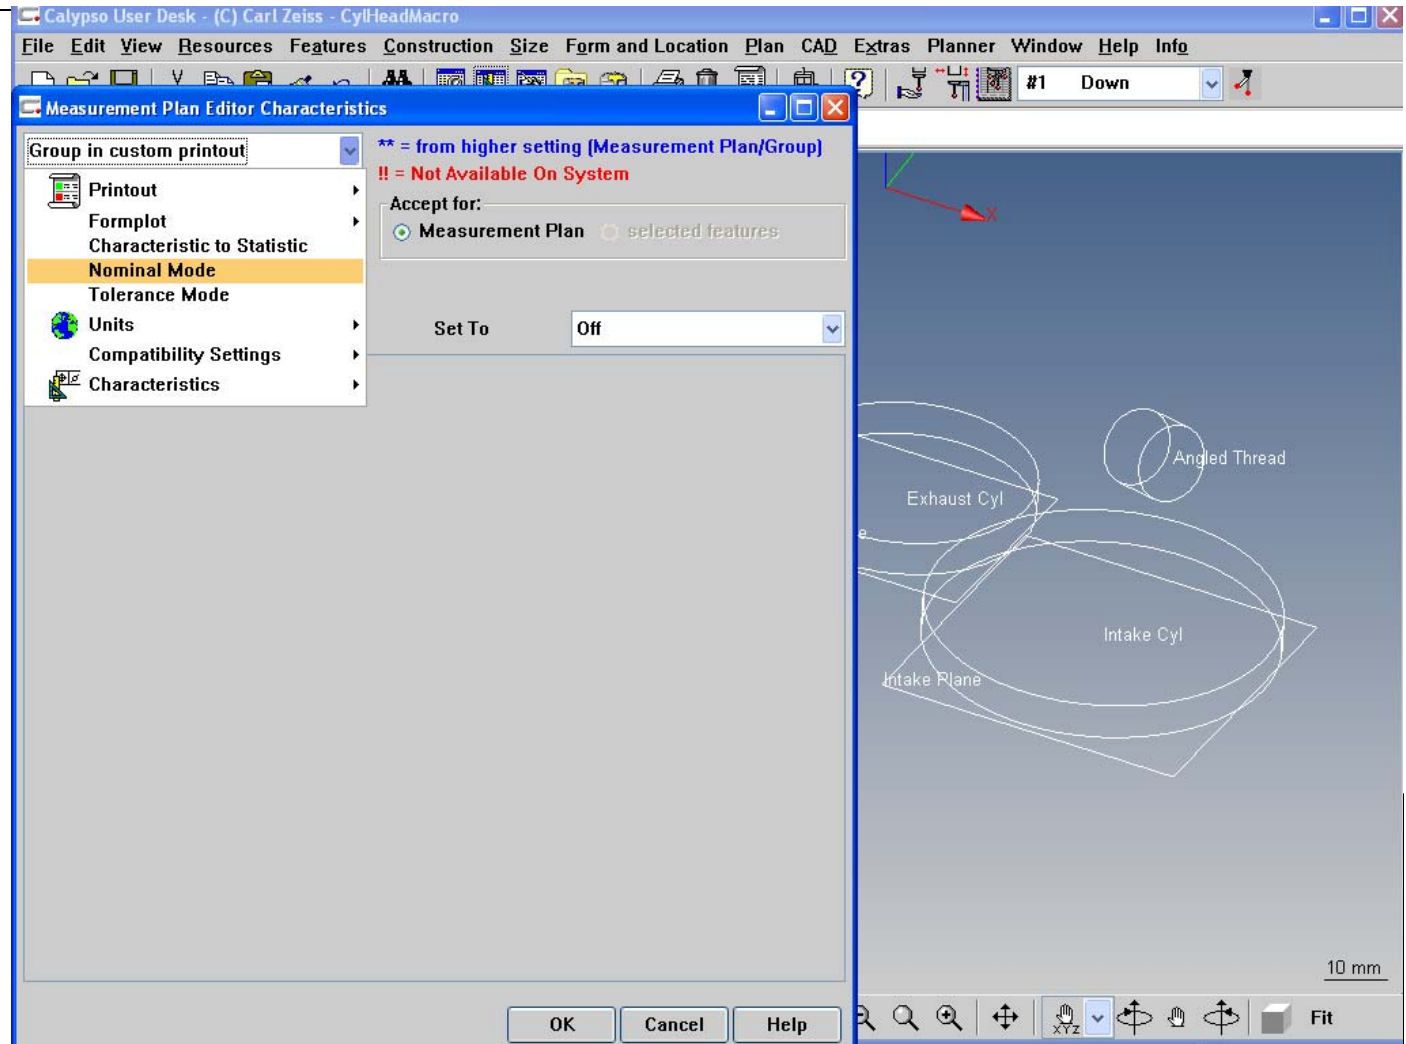 Calypso User Desk - (C) Carl Zeiss - CylHeadMacro
File Edit View Resources Features Construction Size Form and Location Plan CAD Extras Planner Window Help Info
#1 Down
Measurement Plan Editor Characteristics
Group in custom printout
** = from higher setting (Measurement Plan/Group)
!! = Not Available On System
Printout
Formplot
Characteristic to Statistic
Nominal Mode
Tolerance Mode
Units
Compatibility Settings
Characteristics
Accept for:
Measurement Plan selected features
Set To Off
X
Angled Thread
Exhaust Cyl
e
Intake Cyl
Intake Plane
10 mm
OK Cancel Help
XYZ
Fit